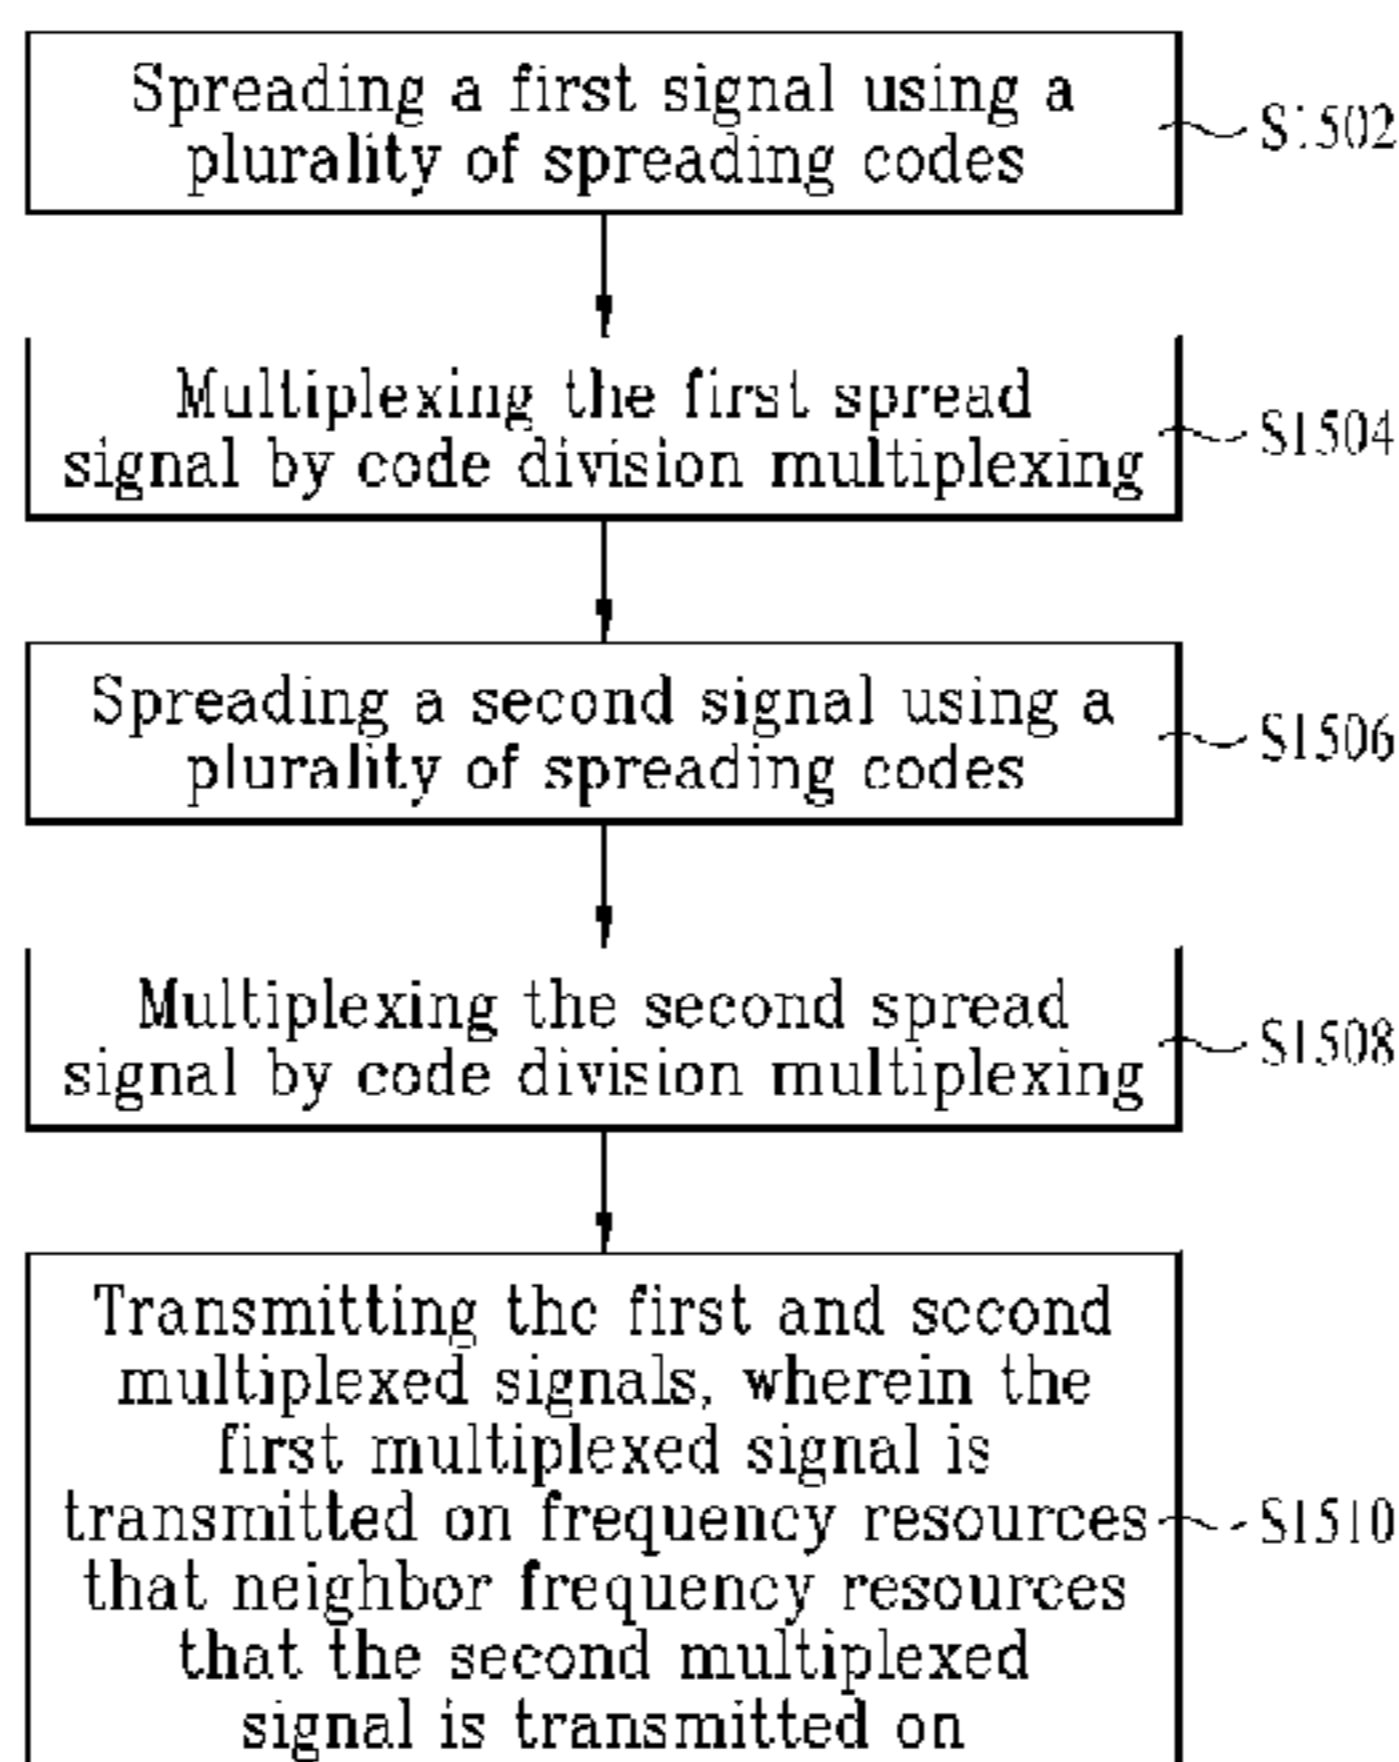 Spreading a first signal using a
plurality of spreading codes
S1502
Multiplexing the first spread
signal by code division multiplexing
S1504
Spreading a second signal using a
plurality of spreading codes
S1506
Multiplexing the second spread
signal by code division multiplexing
S1508
Transmitting the first and second
multiplexed signals, wherein the
first multiplexed signal is
transmitted on frequency resources
that neighbor frequency resources
that the second multiplexed
signal is transmitted on
S1510